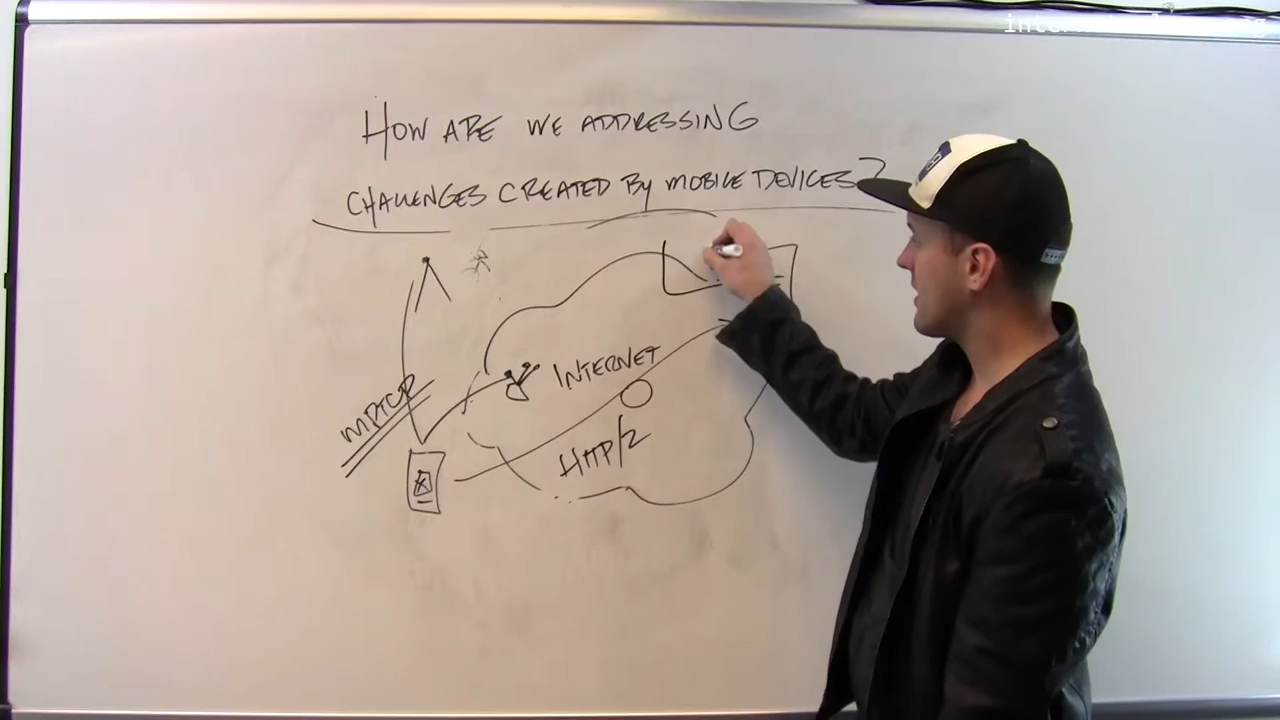 HOW ARE WE ADDRESSING
CHALLENGES CREATED BY MOBILE DEVICES?
INTERNET
MPTCP
HTTP/2